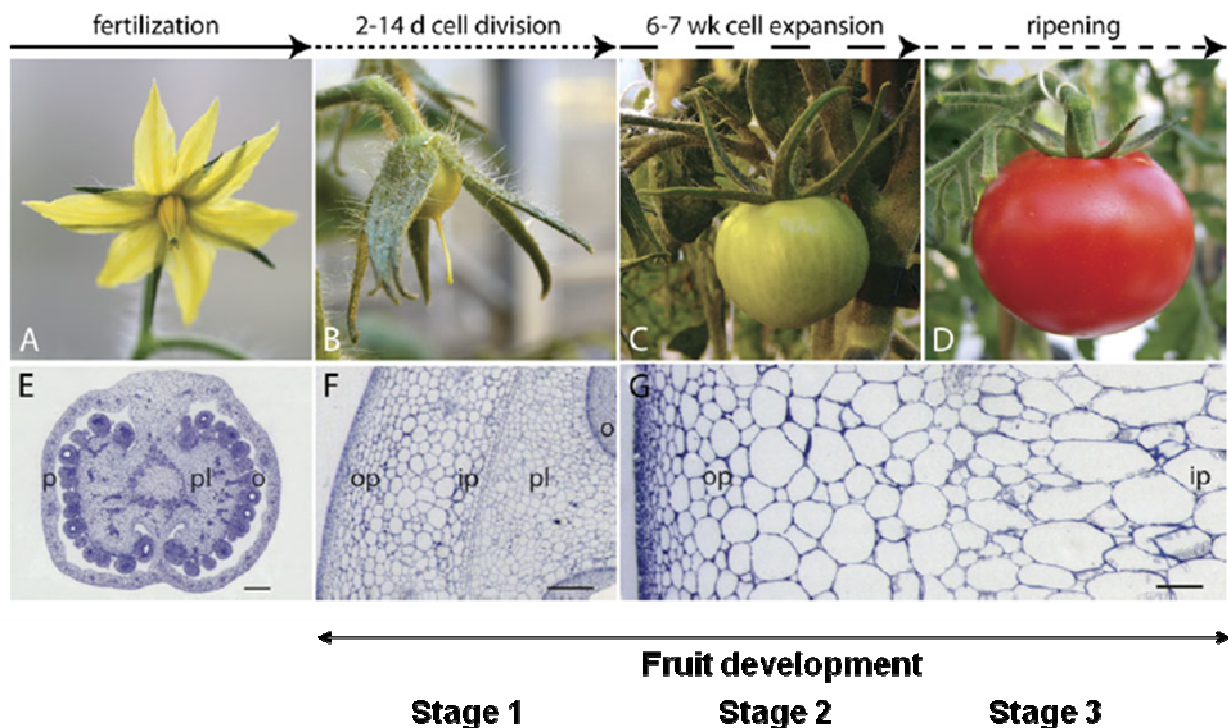 fertilization
2-14 d cell division
6-7 wk cell expansion
ripening
A
B
C
D
E
F
G
p
pl
o
op
ip
pl
o
op
ip
Fruit development
Stage 1
Stage 2
Stage 3